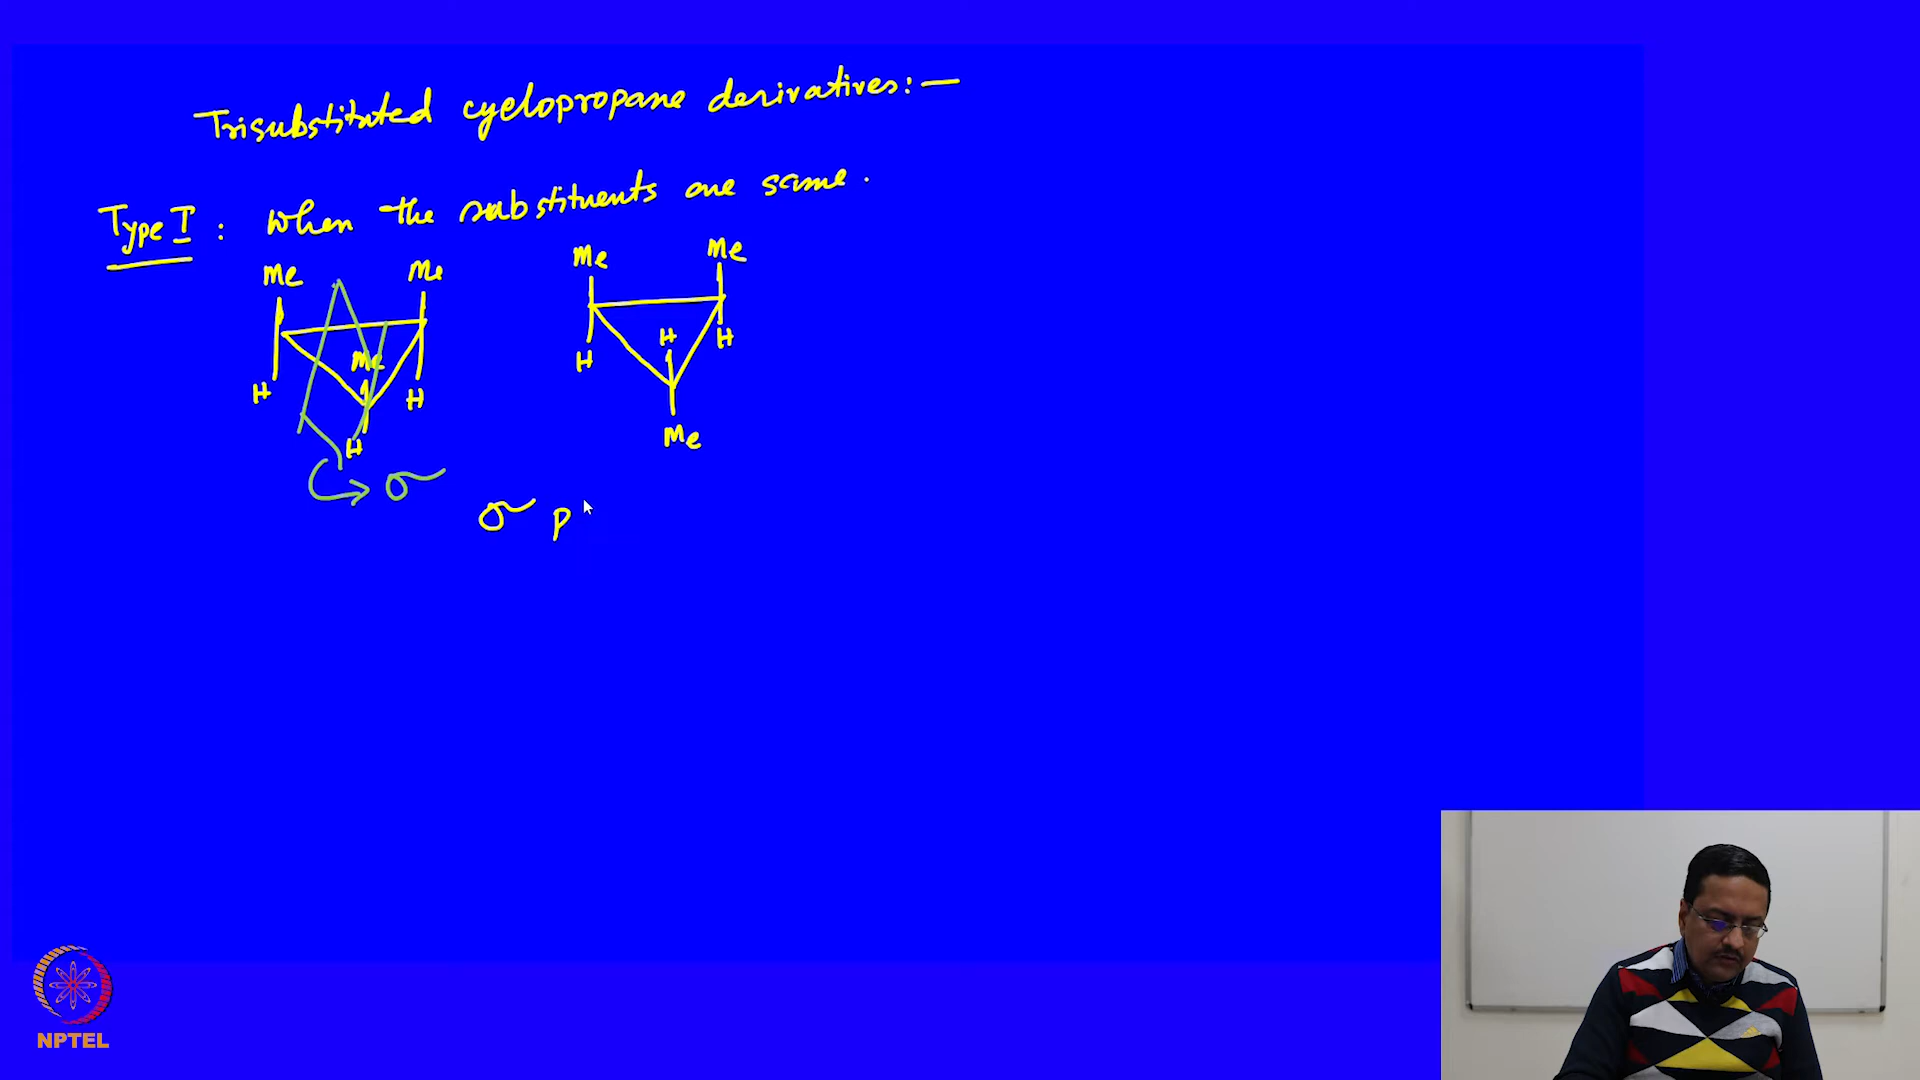 Trisubstituted cyclopropane derivatives:—
Type I: When the substituents are same.
Me Me
Me
H H
H
σ
Me Me
H
H H
Me
σ p
NPTEL